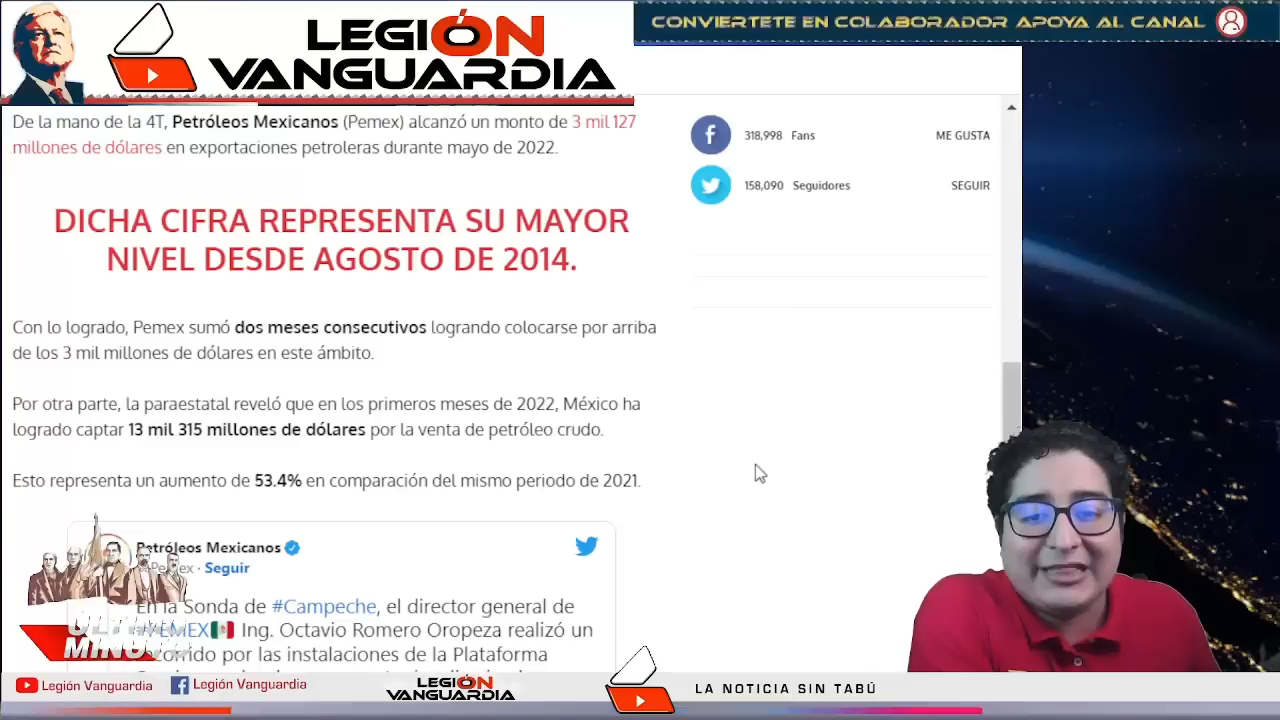 LEGIÓN
VANGUARDIA
CONVIERTETE EN COLABORADOR APOYA AL CANAL
De la mano de la 4T, Petróleos Mexicanos (Pemex) alcanzó un monto de 3 mil 127
millones de dólares en exportaciones petroleras durante mayo de 2022.
DICHA CIFRA REPRESENTA SU MAYOR
NIVEL DESDE AGOSTO DE 2014.
Con lo logrado, Pemex sumó dos meses consecutivos logrando colocarse por arriba
de los 3 mil millones de dólares en este ámbito.
Por otra parte, la paraestatal reveló que en los primeros meses de 2022, México ha
logrado captar 13 mil 315 millones de dólares por la venta de petróleo crudo.
Esto representa un aumento de 53.4% en comparación del mismo periodo de 2021.
318,998 Fans ME GUSTA
158,090 Seguidores SEGUIR
Petróleos Mexicanos
@Pemex · Seguir
En la Sonda de #Campeche, el director general de
#PEMEX Ing. Octavio Romero Oropeza realizó un
recorrido por las instalaciones de la Plataforma
ÚLTIMO
MINUTO
Legión Vanguardia
Legión Vanguardia
LEGIÓN
VANGUARDIA
LA NOTICIA SIN TABÚ